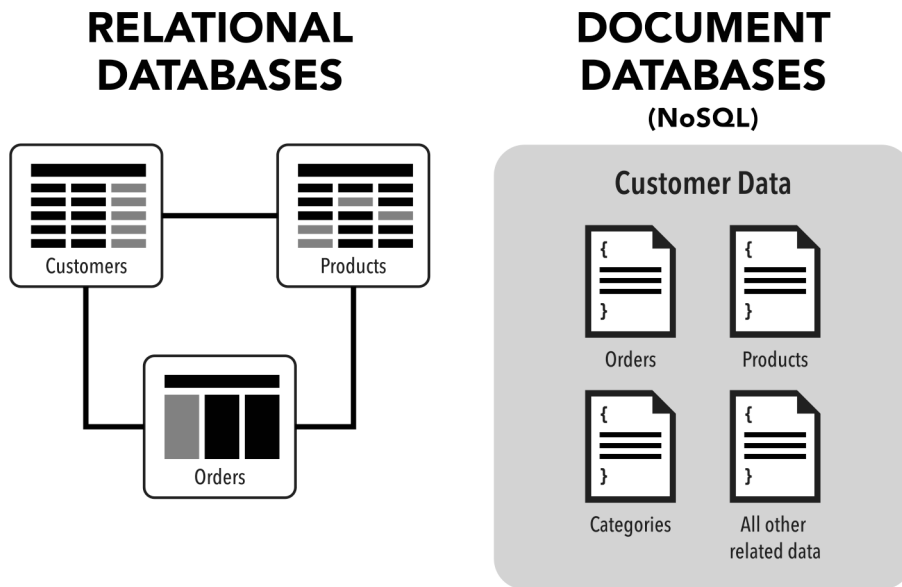 RELATIONAL
DATABASES
Customers
Products
Orders
DOCUMENT
DATABASES
(NoSQL)
Customer Data
{
}
Orders
{
}
Products
{
}
Categories
{
}
All other
related data